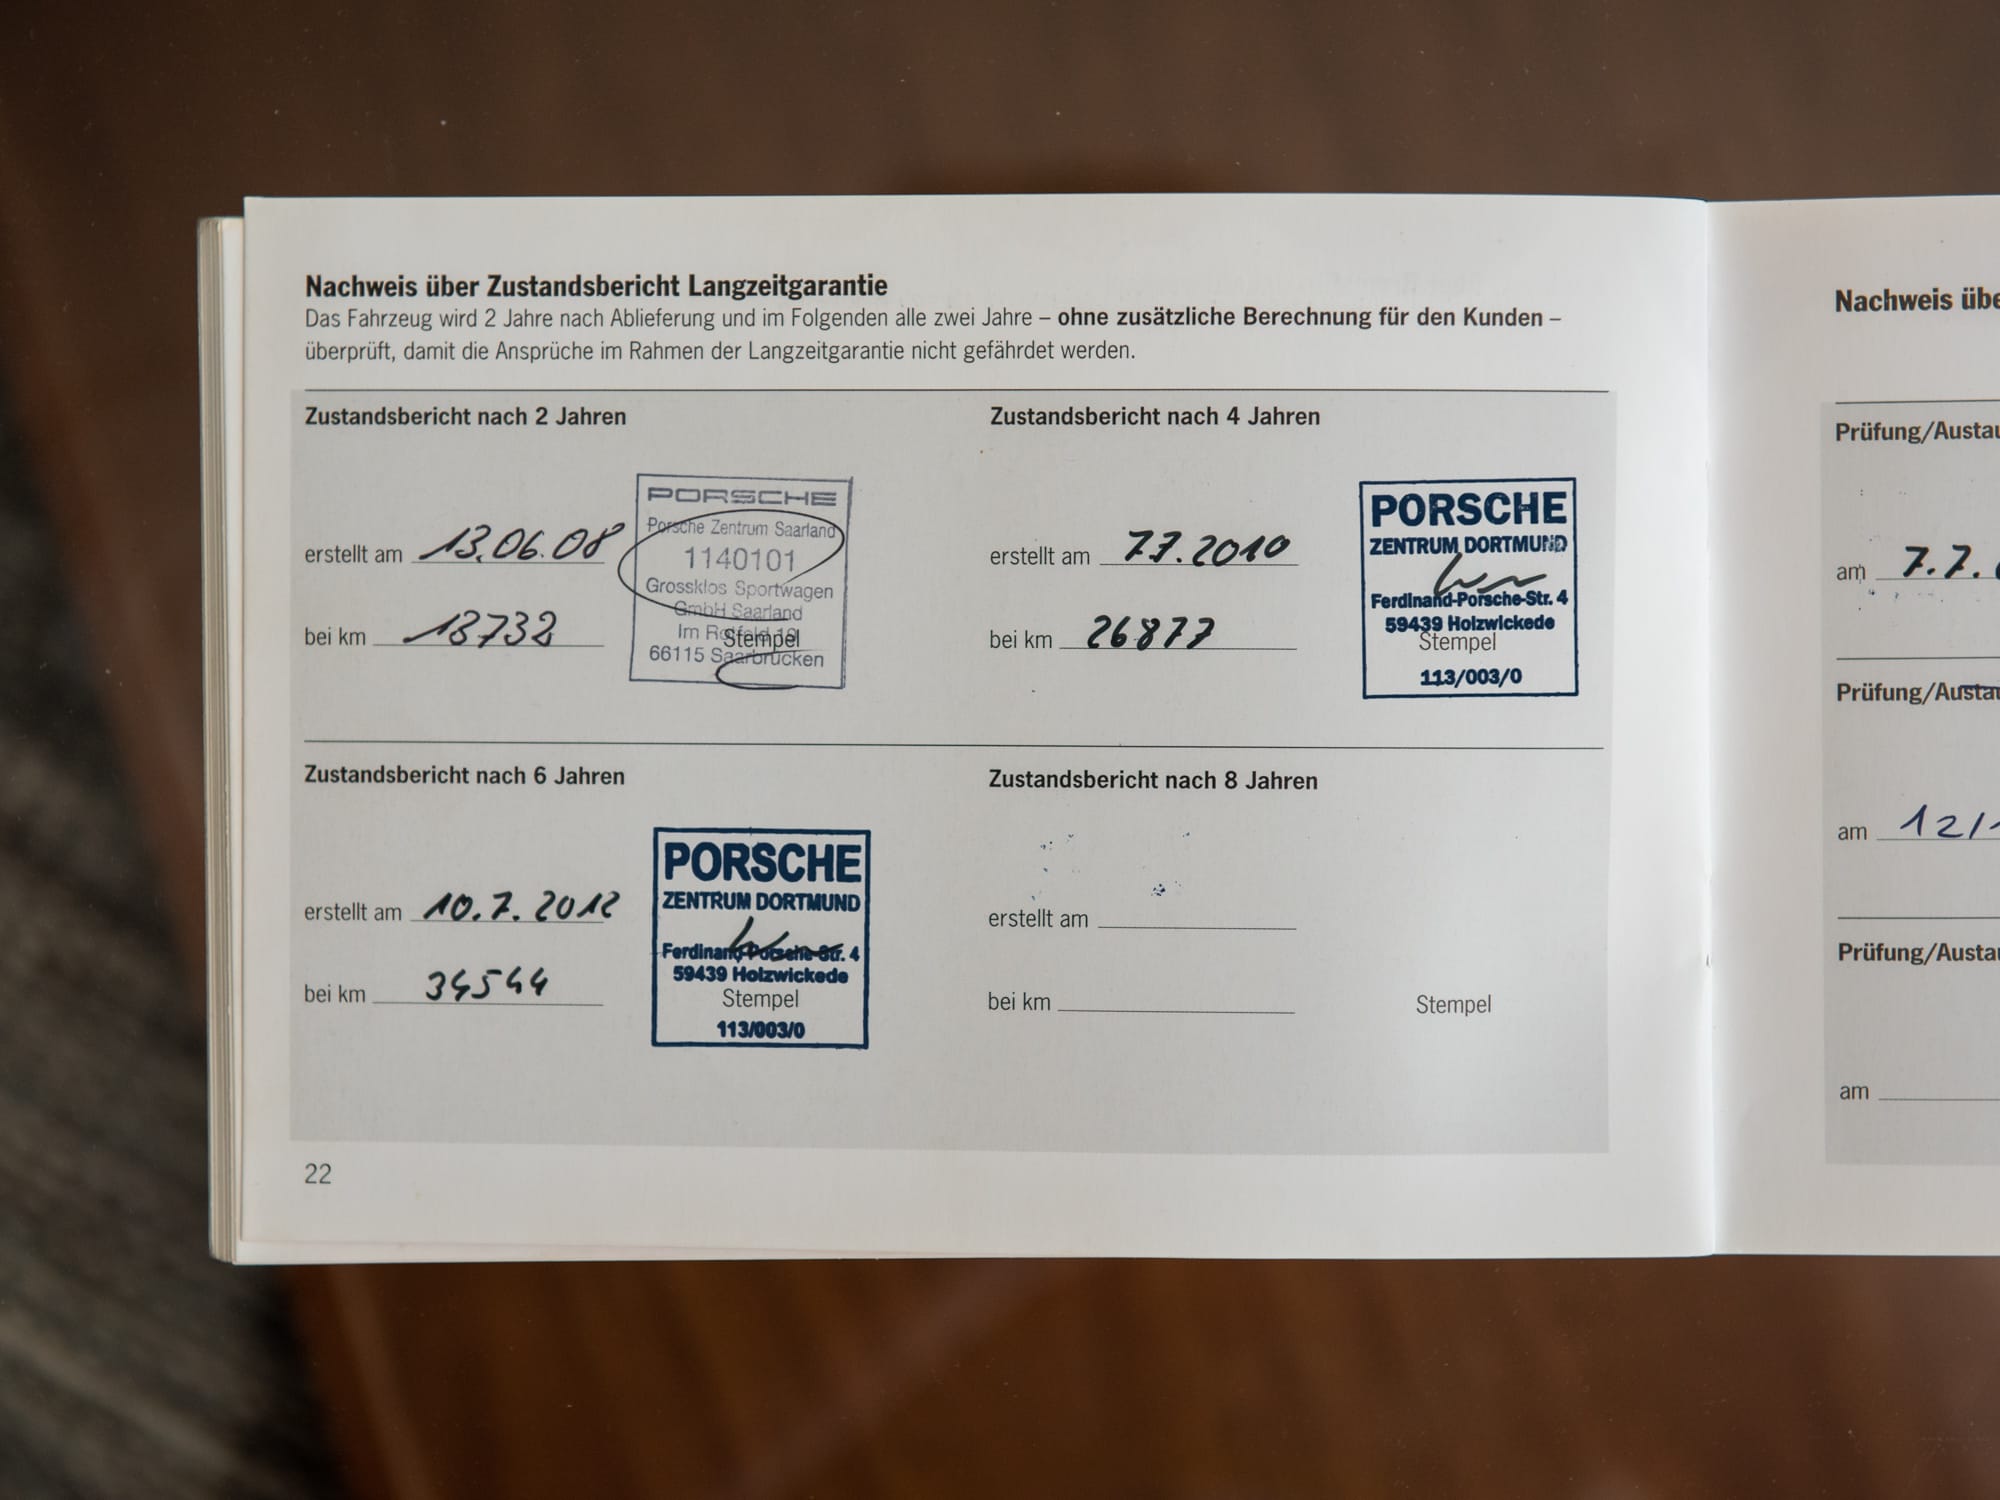 Nachweis über Zustandsbericht Langzeitgarantie
Das Fahrzeug wird 2 Jahre nach Ablieferung und im Folgenden alle zwei Jahre – ohne zusätzliche Berechnung für den Kunden –
überprüft, damit die Ansprüche im Rahmen der Langzeitgarantie nicht gefährdet werden.
Zustandsbericht nach 2 Jahren
erstellt am 13.06.08
bei km 13732
PORSCHE
Porsche Zentrum Saarland
1140101
Grossklos Sportwagen
GmbH Saarland
Im
Stempel
66115 Saarbrücken
Zustandsbericht nach 4 Jahren
erstellt am 7.7.2010
bei km 26877
PORSCHE
ZENTRUM DORTMUND
Ferdinand-Porsche-Str. 4
59439 Holzwickede
Stempel
113/003/0
Zustandsbericht nach 6 Jahren
erstellt am 10.7.2012
bei km 34544
PORSCHE
ZENTRUM DORTMUND
Ferdinand-Porsche-Str. 4
59439 Holzwickede
Stempel
113/003/0
Zustandsbericht nach 8 Jahren
erstellt am
bei km
Stempel
22
Nachweis übe
Prüfung/Austau
am 7.7.
Prüfung/Austau
am 12/1
Prüfung/Austau
am